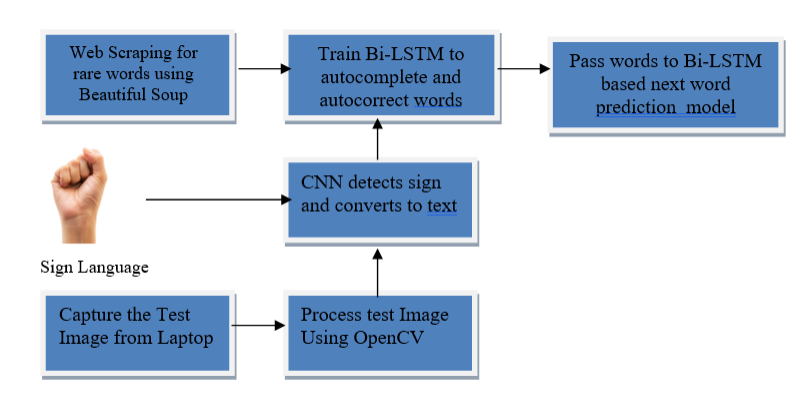 Web Scraping for
rare words using
Beautiful Soup
Train Bi-LSTM to
autocomplete and
autocorrect words
Pass words to Bi-LSTM
based next word
prediction model
CNN detects sign
and converts to text
Sign Language
Capture the Test
Image from Laptop
Process test Image
Using OpenCV